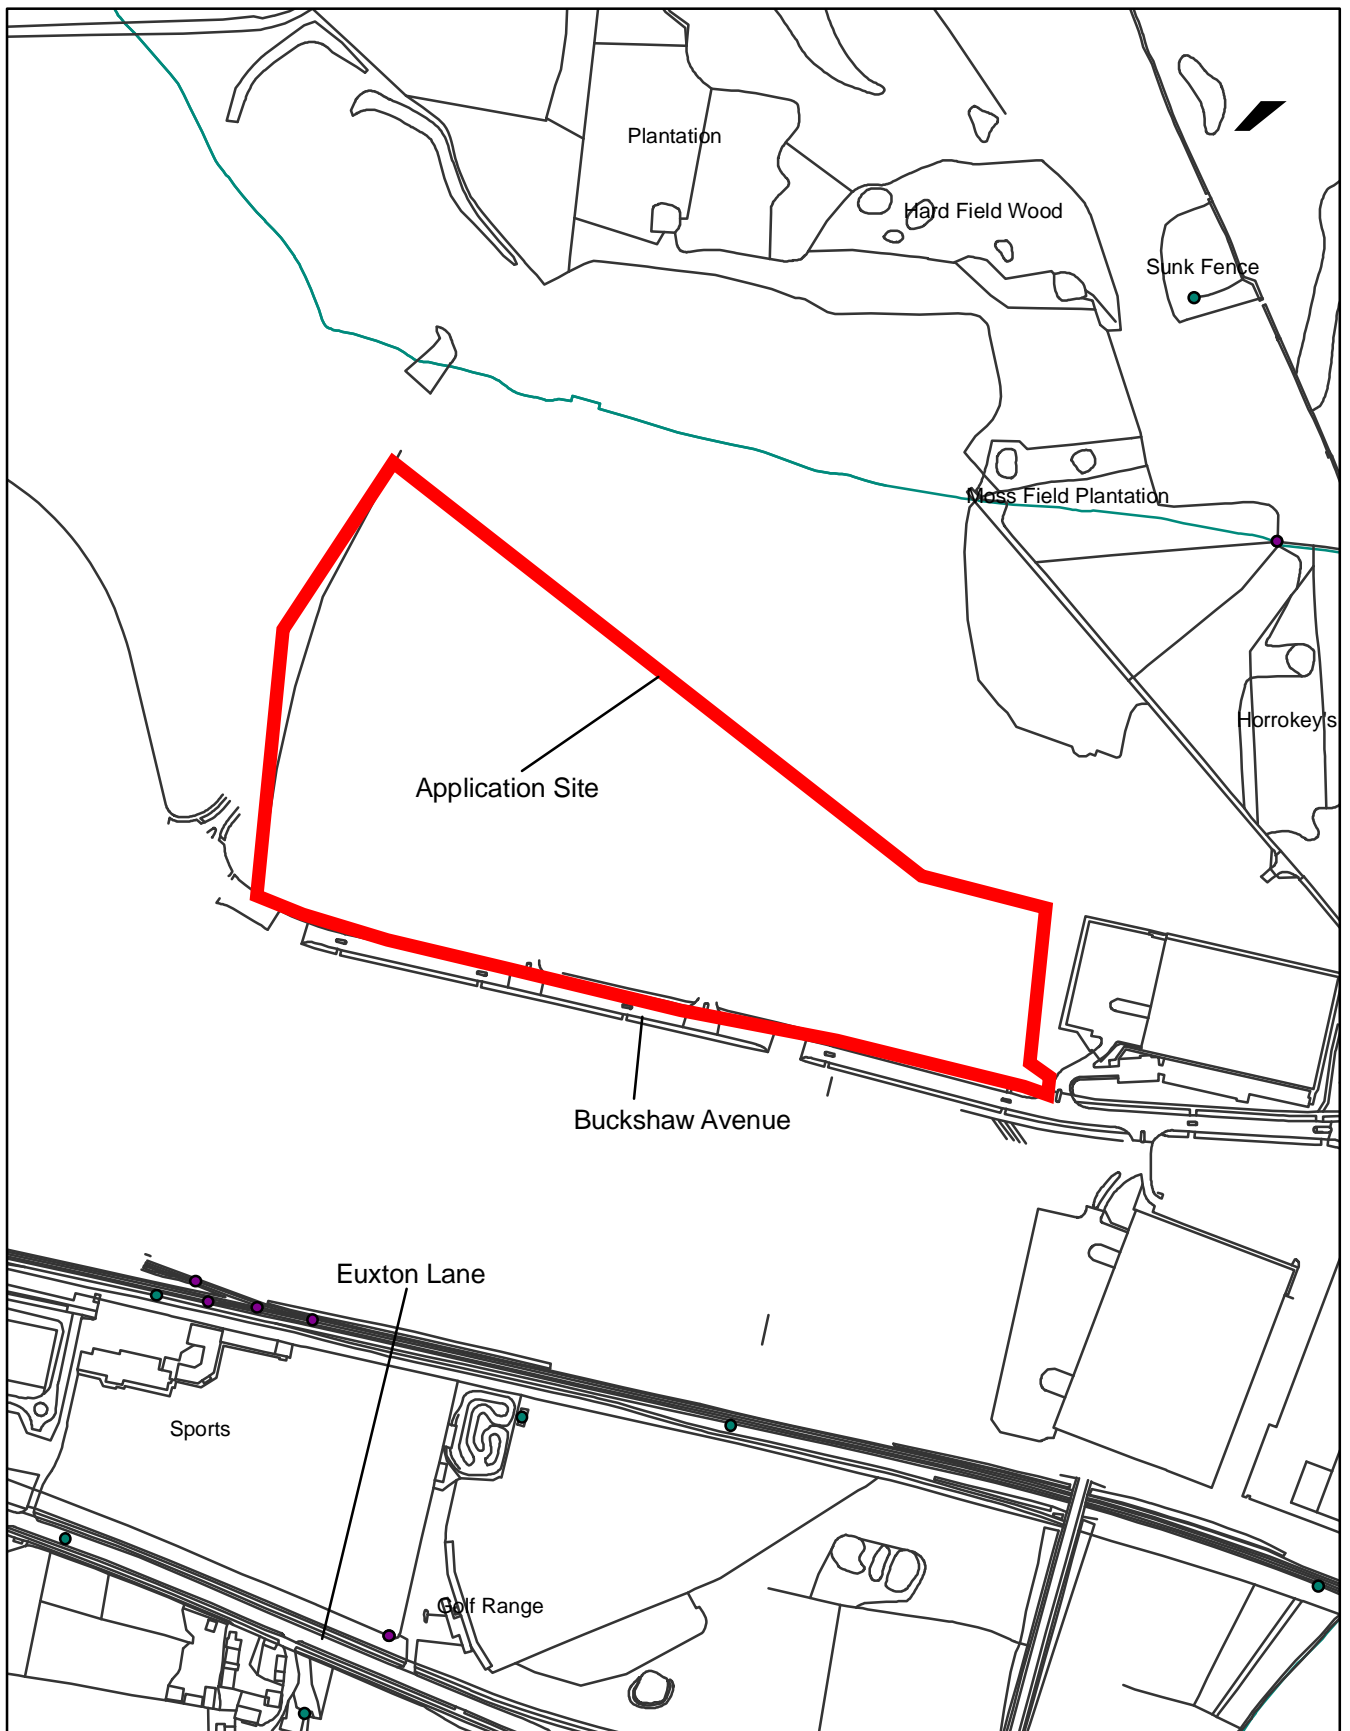 Plantation
Hard Field Wood
Sunk Fence
Moss Field Plantation
Horrokey's
Application Site
Buckshaw Avenue
Euxton Lane
Sports
Golf Range